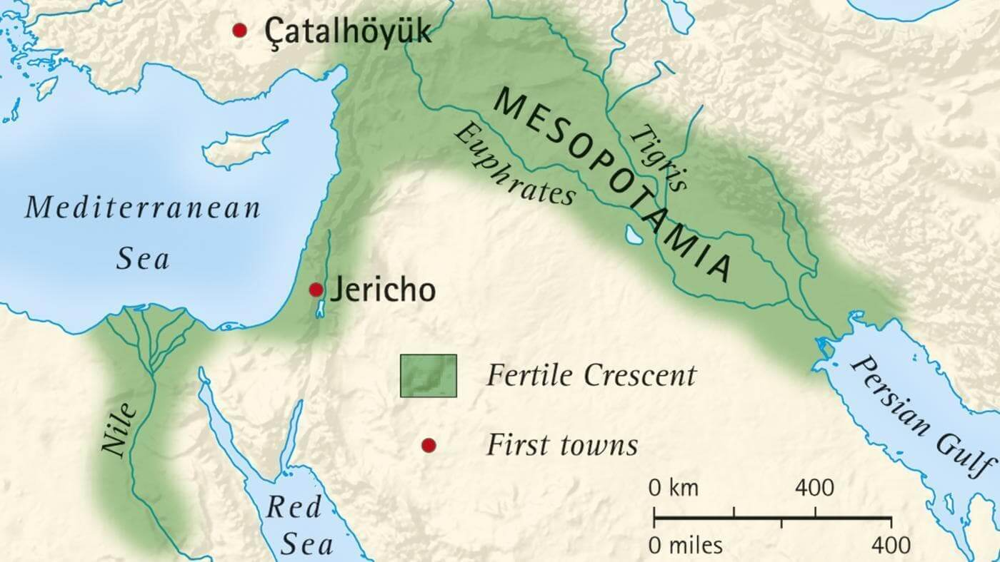 Çatalhöyük
MESOPOTAMIA
Tigris
Euphrates
Mediterranean
Sea
Jericho
Fertile Crescent
Persian Gulf
Nile
First towns
Red
Sea
0 km 400
0 miles 400